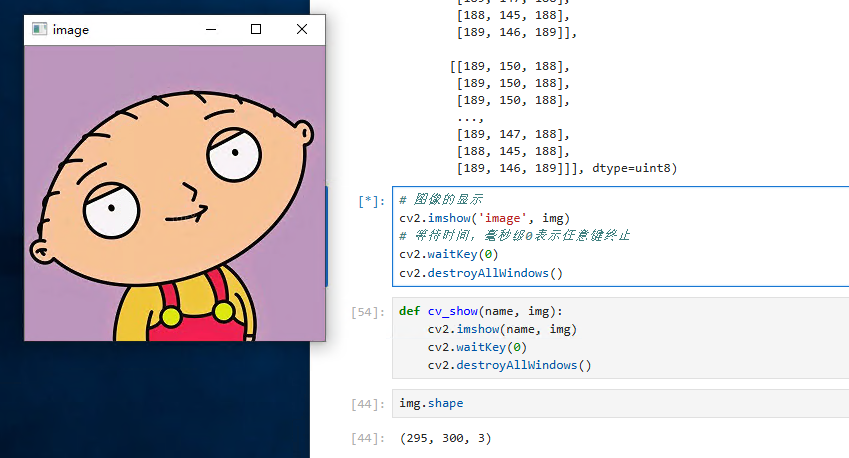 image
[189, 147, 188],
[188, 145, 188],
[189, 146, 189]],
[[189, 150, 188],
[189, 150, 188],
[189, 150, 188],
...,
[189, 147, 188],
[188, 145, 188],
[189, 146, 189]]], dtype=uint8)
[*]:
# 图像的显示
cv2.imshow('image', img)
# 等待时间，毫秒级0表示任意键终止
cv2.waitKey(0)
cv2.destroyAllWindows()
[54]:
def cv_show(name, img):
cv2.imshow(name, img)
cv2.waitKey(0)
cv2.destroyAllWindows()
[44]:
img.shape
[44]:
(295, 300, 3)